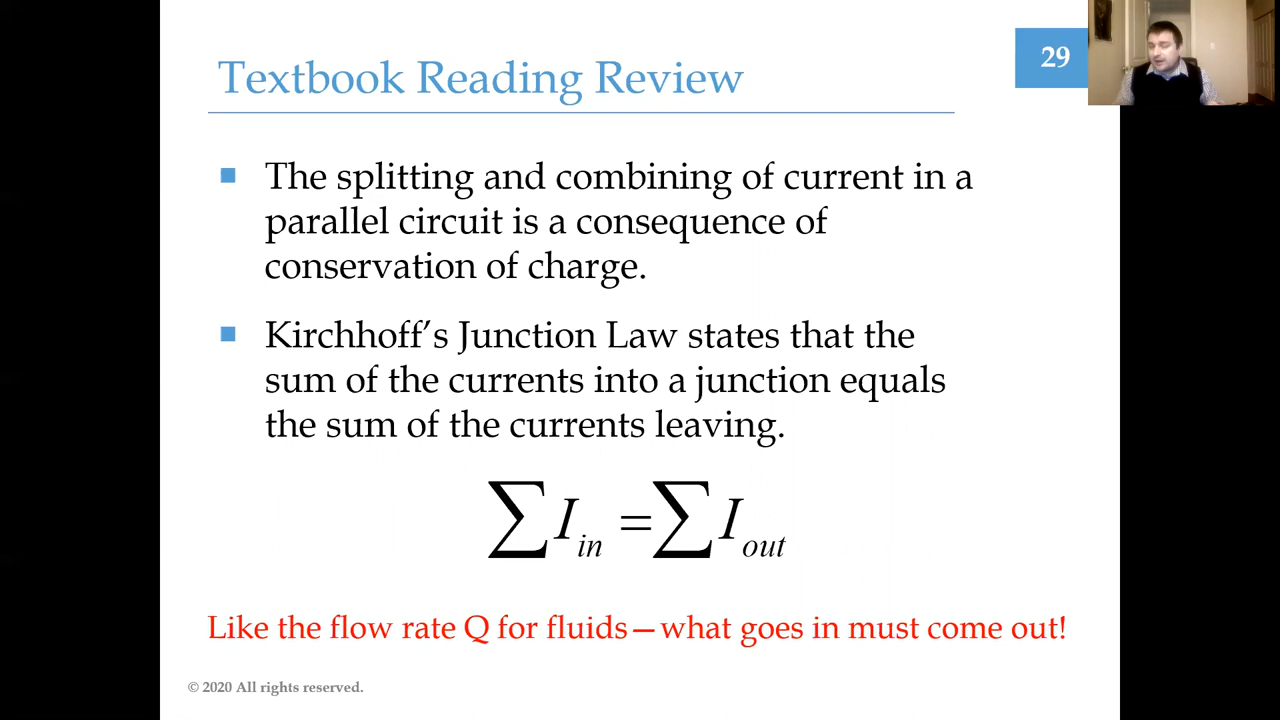 Textbook Reading Review
29
■ The splitting and combining of current in a
parallel circuit is a consequence of
conservation of charge.
■ Kirchhoff’s Junction Law states that the
sum of the currents into a junction equals
the sum of the currents leaving.
∑I_in = ∑I_out
Like the flow rate Q for fluids—what goes in must come out!
© 2020 All rights reserved.